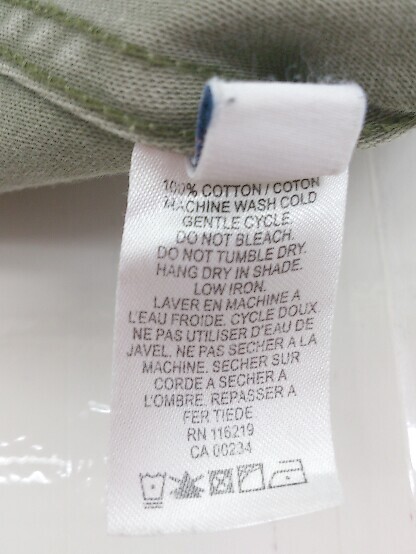 100% COTTON / COTON
MACHINE WASH COLD
GENTLE CYCLE.
DO NOT BLEACH.
DO NOT TUMBLE DRY.
HANG DRY IN SHADE.
LOW IRON.
LAVER EN MACHINE A
L'EAU FROIDE. CYCLE DOUX.
NE PAS UTILISER D'EAU DE
JAVEL. NE PAS SECHER A LA
MACHINE. SECHER SUR
CORDE A SECHER A
L'OMBRE. REPASSER A
FER TIEDE
RN 116219
CA 00234